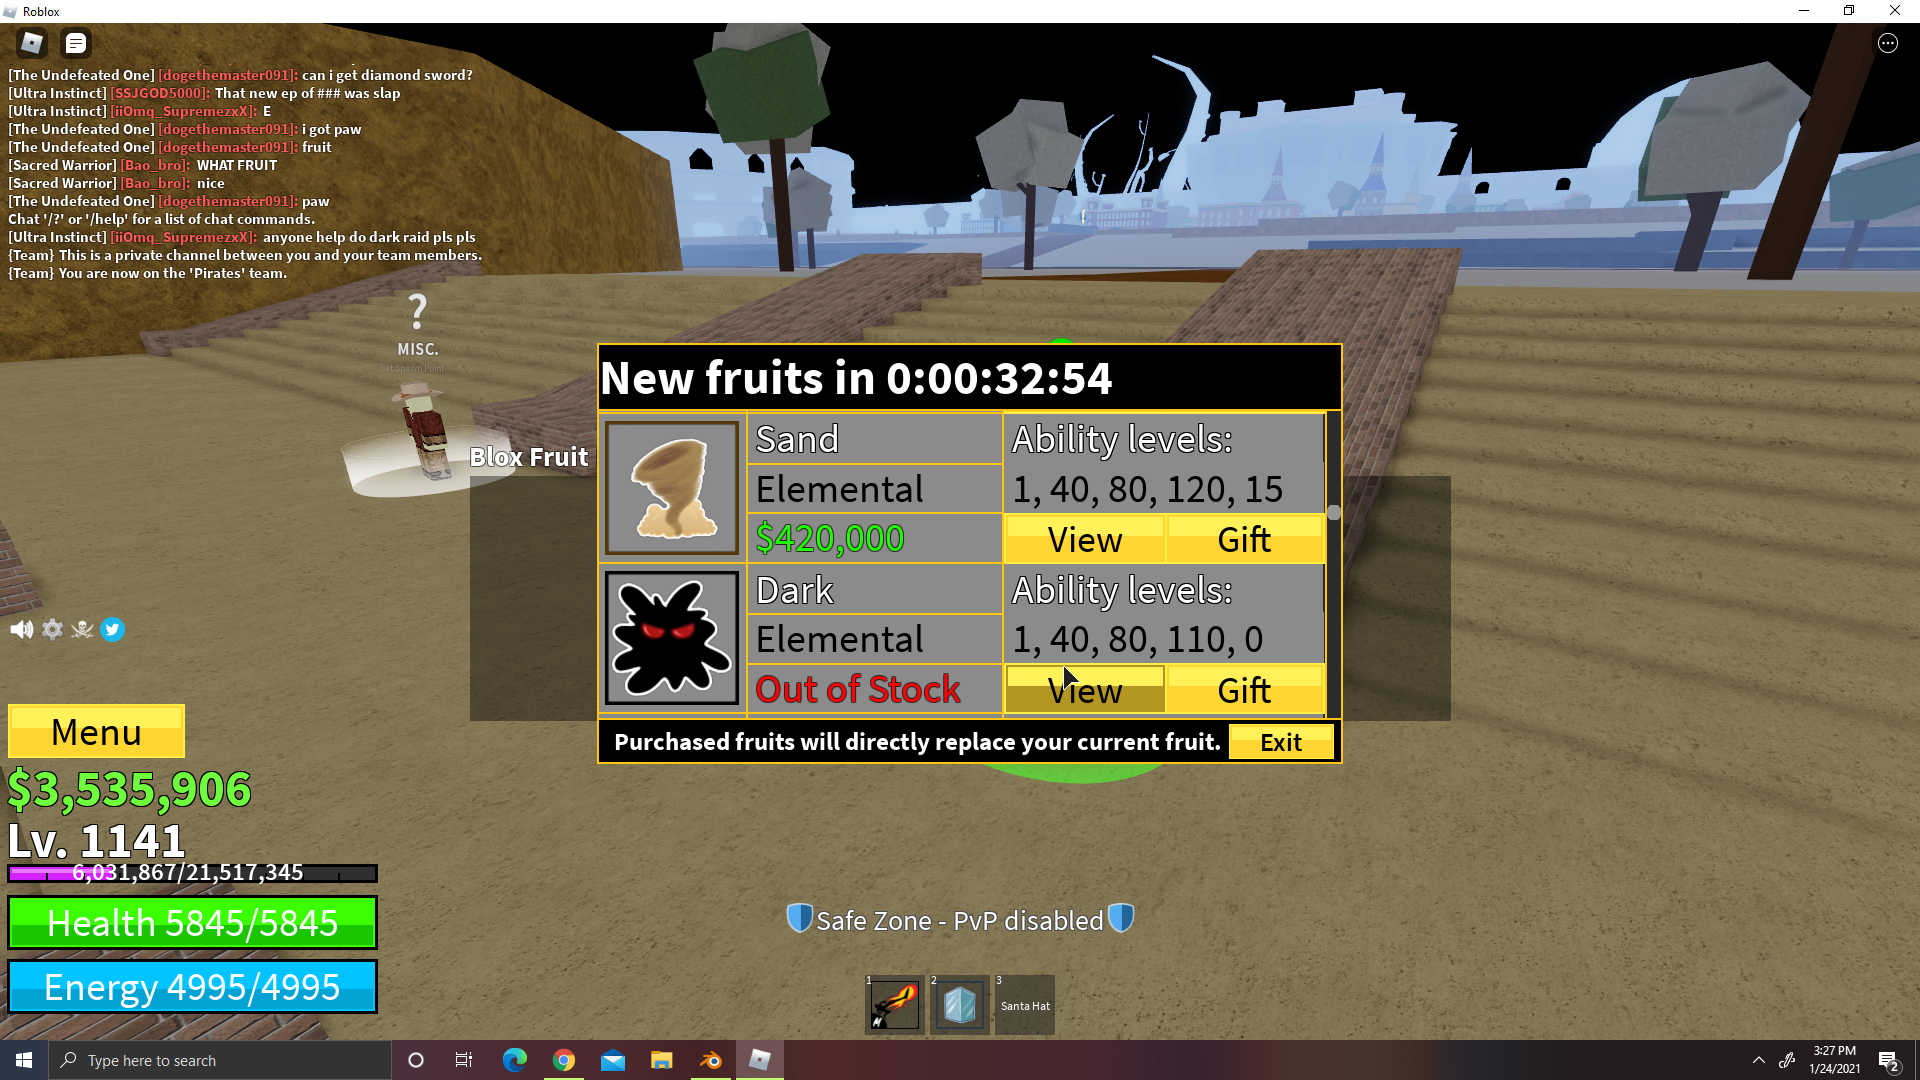 Roblox
[The Undefeated One] [dogethemaster091]: can i get diamond sword?
[Ultra Instinct] [SSJGOD5000]: That new ep of ### was slap
[Ultra Instinct] [iiOmq_SupremezxX]: E
[The Undefeated One] [dogethemaster091]: i got paw
[The Undefeated One] [dogethemaster091]: fruit
[Sacred Warrior] [Bao_bro]: WHAT FRUIT
[Sacred Warrior] [Bao_bro]: nice
[The Undefeated One] [dogethemaster091]: paw
Chat '/?' or '/help' for a list of chat commands.
[Ultra Instinct] [iiOmq_SupremezxX]: anyone help do dark raid pls pls
{Team} This is a private channel between you and your team members.
{Team} You are now on the 'Pirates' team.
?
MISC.
Set Spawn Point
Blox Fruit
New fruits in 0:00:32:54
Sand
Ability levels:
Elemental
1, 40, 80, 120, 15
$420,000
View
Gift
Dark
Ability levels:
Elemental
1, 40, 80, 110, 0
Out of Stock
View
Gift
Purchased fruits will directly replace your current fruit.
Exit
Menu
$3,535,906
Lv. 1141
6,031,867/21,517,345
Health 5845/5845
Energy 4995/4995
Safe Zone - PvP disabled
1
2
3
Santa Hat
Type here to search
3:27 PM
1/24/2021
2